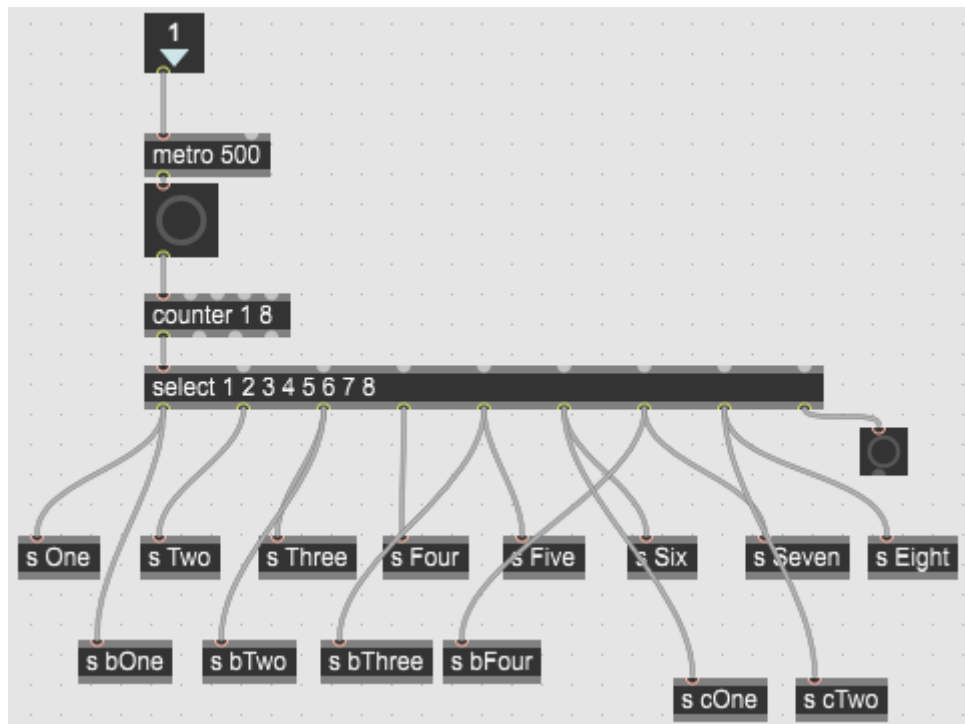 1
metro 500
counter 1 8
select 1 2 3 4 5 6 7 8
s One
s Two
s Three
s Four
s Five
s Six
s Seven
s Eight
s bOne
s bTwo
s bThree
s bFour
s cOne
s cTwo